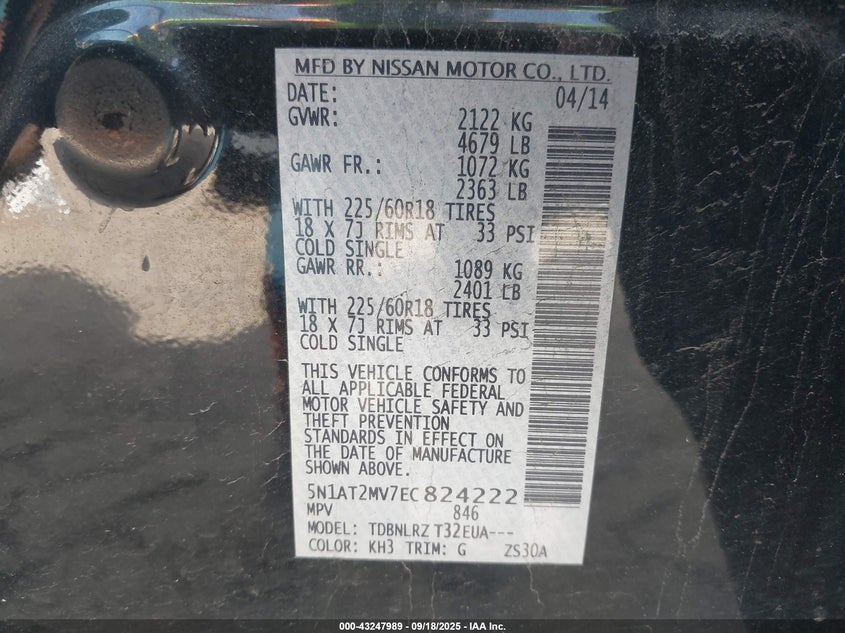 MFD BY NISSAN MOTOR CO., LTD.
DATE: 04/14
GVWR: 2122 KG
4679 LB
GAWR FR.: 1072 KG
2363 LB
WITH 225/60R18 TIRES
18 X 7J RIMS AT 33 PSI
COLD SINGLE
GAWR RR.: 1089 KG
2401 LB
WITH 225/60R18 TIRES
18 X 7J RIMS AT 33 PSI
COLD SINGLE
THIS VEHICLE CONFORMS TO
ALL APPLICABLE FEDERAL
MOTOR VEHICLE SAFETY AND
THEFT PREVENTION
STANDARDS IN EFFECT ON
THE DATE OF MANUFACTURE
SHOWN ABOVE.
5N1AT2MV7EC824222
MPV 846
MODEL: TDBNLRZ T32EUA---
COLOR: KH3 TRIM: G ZS30A
000-43247989 - 09/18/2025 - IAA Inc.